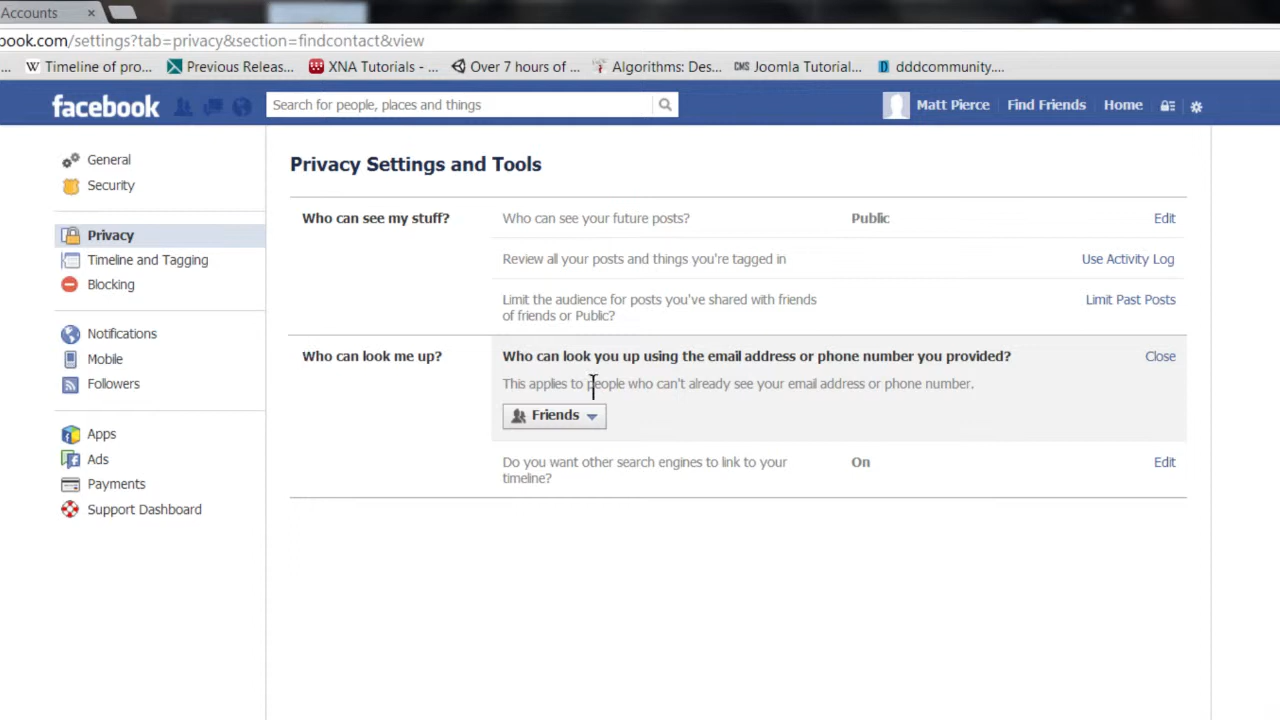 Accounts
book.com/settings?tab=privacy&section=findcontact&view
... Timeline of pro... Previous Releas... XNA Tutorials - ... Over 7 hours of ... Algorithms: Des... CMS Joomla Tutorial... dddcommunity....
facebook Search for people, places and things Matt Pierce Find Friends Home
General
Security
Privacy
Timeline and Tagging
Blocking
Notifications
Mobile
Followers
Apps
Ads
Payments
Support Dashboard
Privacy Settings and Tools
Who can see my stuff? Who can see your future posts? Public Edit
Review all your posts and things you're tagged in Use Activity Log
Limit the audience for posts you've shared with friends Limit Past Posts
of friends or Public?
Who can look me up? Who can look you up using the email address or phone number you provided? Close
This applies to people who can't already see your email address or phone number.
Friends
Do you want other search engines to link to your On Edit
timeline?